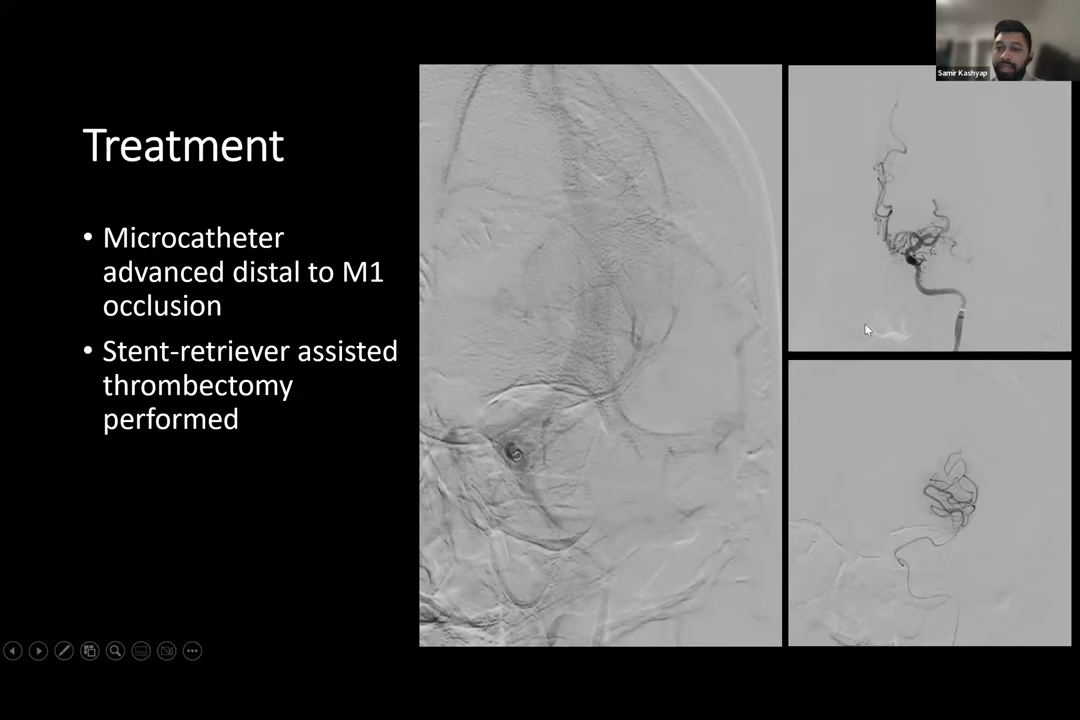 Samir Kashyap
Treatment
• Microcatheter
advanced distal to M1
occlusion
• Stent-retriever assisted
thrombectomy
performed